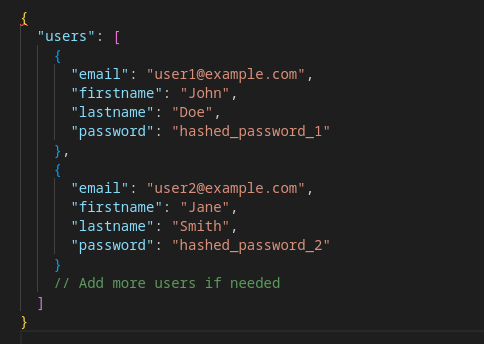 {
  "users": [
    {
      "email": "user1@example.com",
      "firstname": "John",
      "lastname": "Doe",
      "password": "hashed_password_1"
    },
    {
      "email": "user2@example.com",
      "firstname": "Jane",
      "lastname": "Smith",
      "password": "hashed_password_2"
    }
    // Add more users if needed
  ]
}